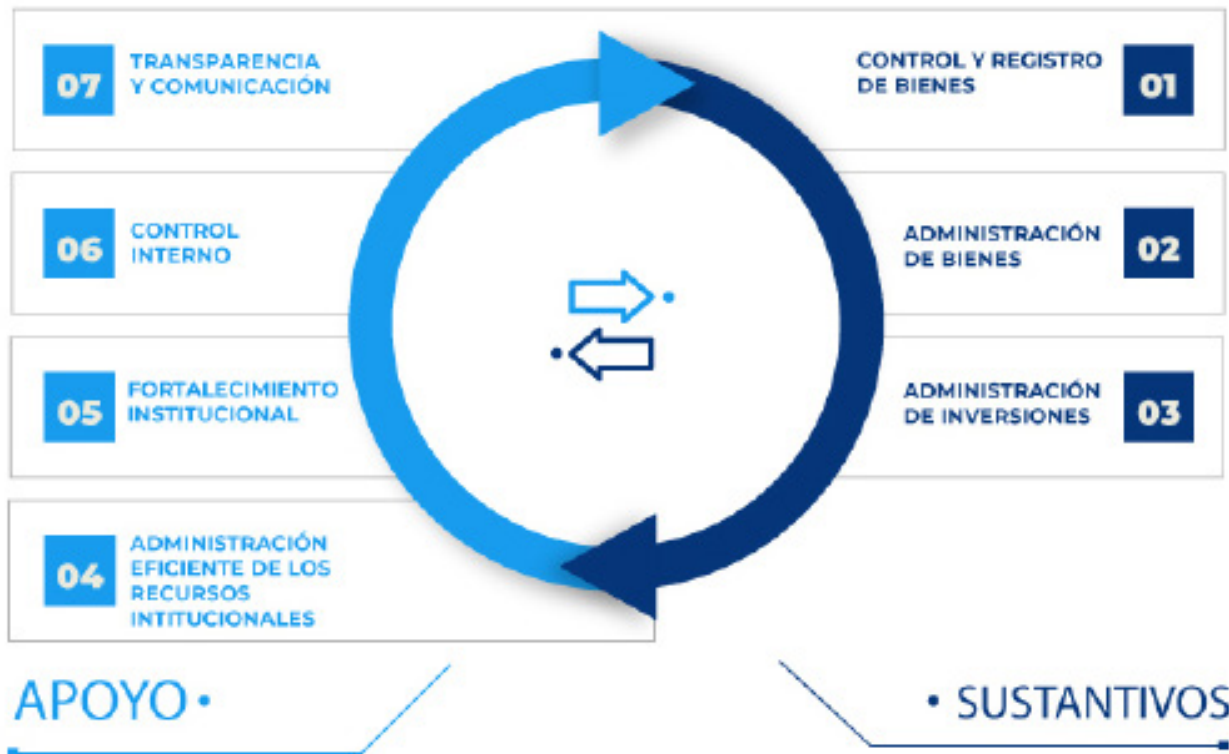 07
TRANSPARENCIA
Y COMUNICACIÓN
06
CONTROL
INTERNO
05
FORTALECIMIENTO
INSTITUCIONAL
04
ADMINISTRACIÓN
EFICIENTE DE LOS
RECURSOS
INTITUCIONALES
CONTROL Y REGISTRO
DE BIENES
01
ADMINISTRACIÓN
DE BIENES
02
ADMINISTRACIÓN
DE INVERSIONES
03
APOYO •
• SUSTANTIVOS